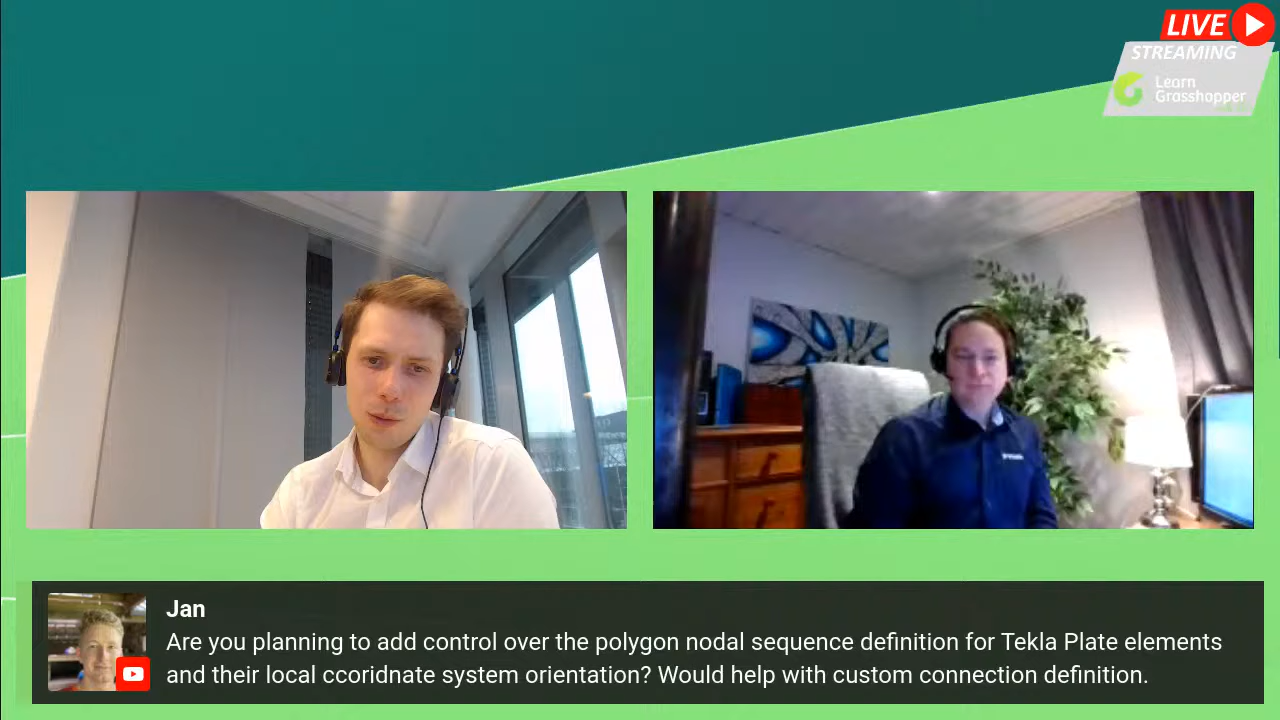 LIVE
STREAMING
Learn
Grasshopper
Jan
Are you planning to add control over the polygon nodal sequence definition for Tekla Plate elements
and their local ccoridnate system orientation? Would help with custom connection definition.